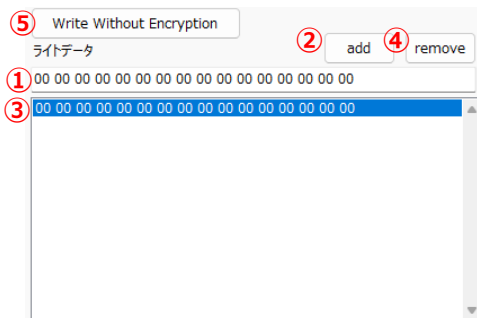 ⑤ Write Without Encryption
ライトデータ ② add ④ remove
① 00 00 00 00 00 00 00 00 00 00 00 00 00 00 00 00
③ 00 00 00 00 00 00 00 00 00 00 00 00 00 00 00 00